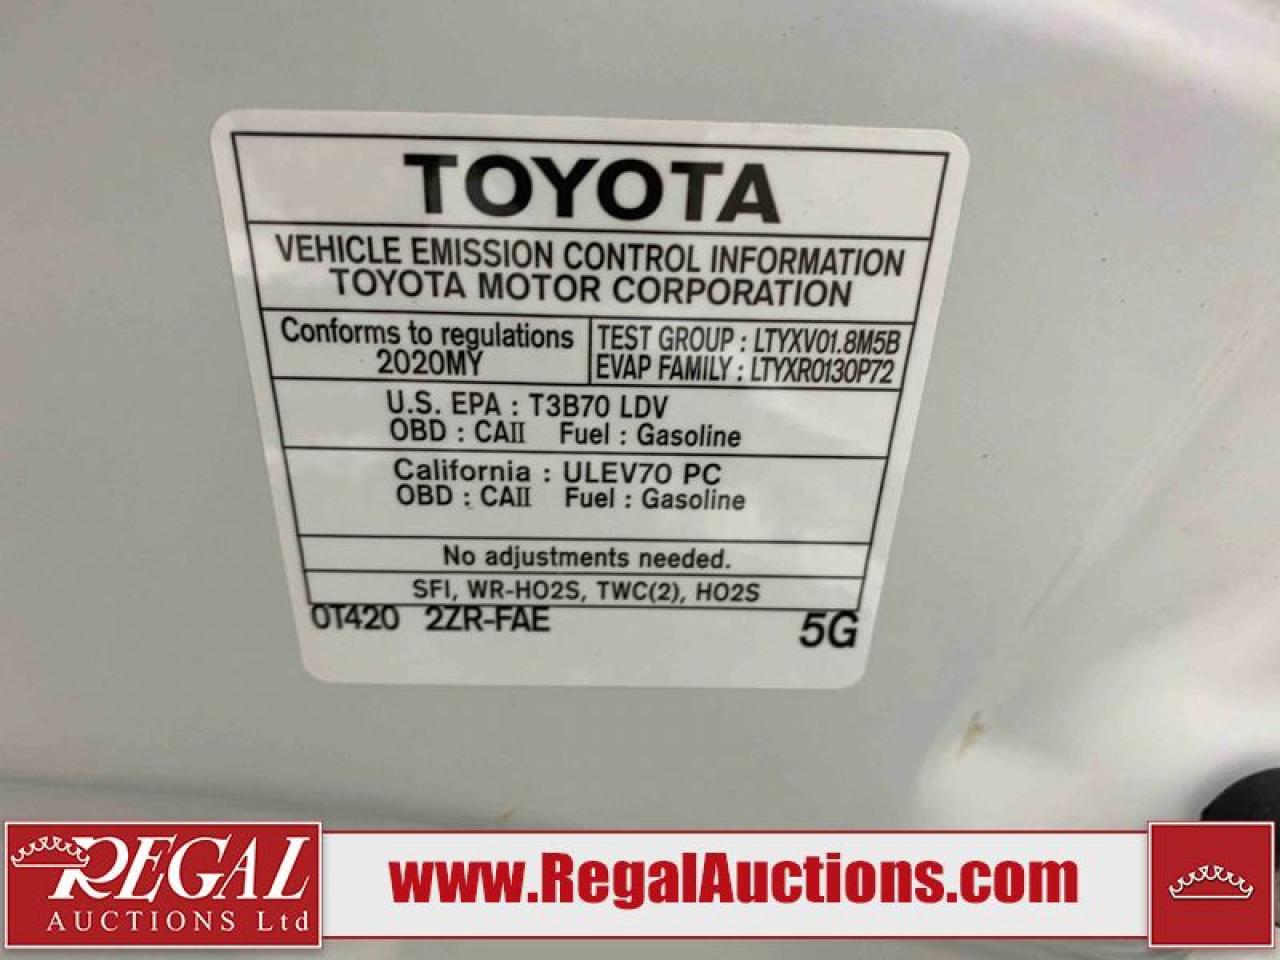 TOYOTA
VEHICLE EMISSION CONTROL INFORMATION
TOYOTA MOTOR CORPORATION
Conforms to regulations
2020MY
TEST GROUP : LTYXV01.8M5B
EVAP FAMILY : LTYXR0130P72
U.S. EPA : T3B70 LDV
OBD : CAII Fuel : Gasoline
California : ULEV70 PC
OBD : CAII Fuel : Gasoline
No adjustments needed.
SFI, WR-HO2S, TWC(2), HO2S
0T420 2ZR-FAE 5G
REGAL
AUCTIONS Ltd
www.RegalAuctions.com